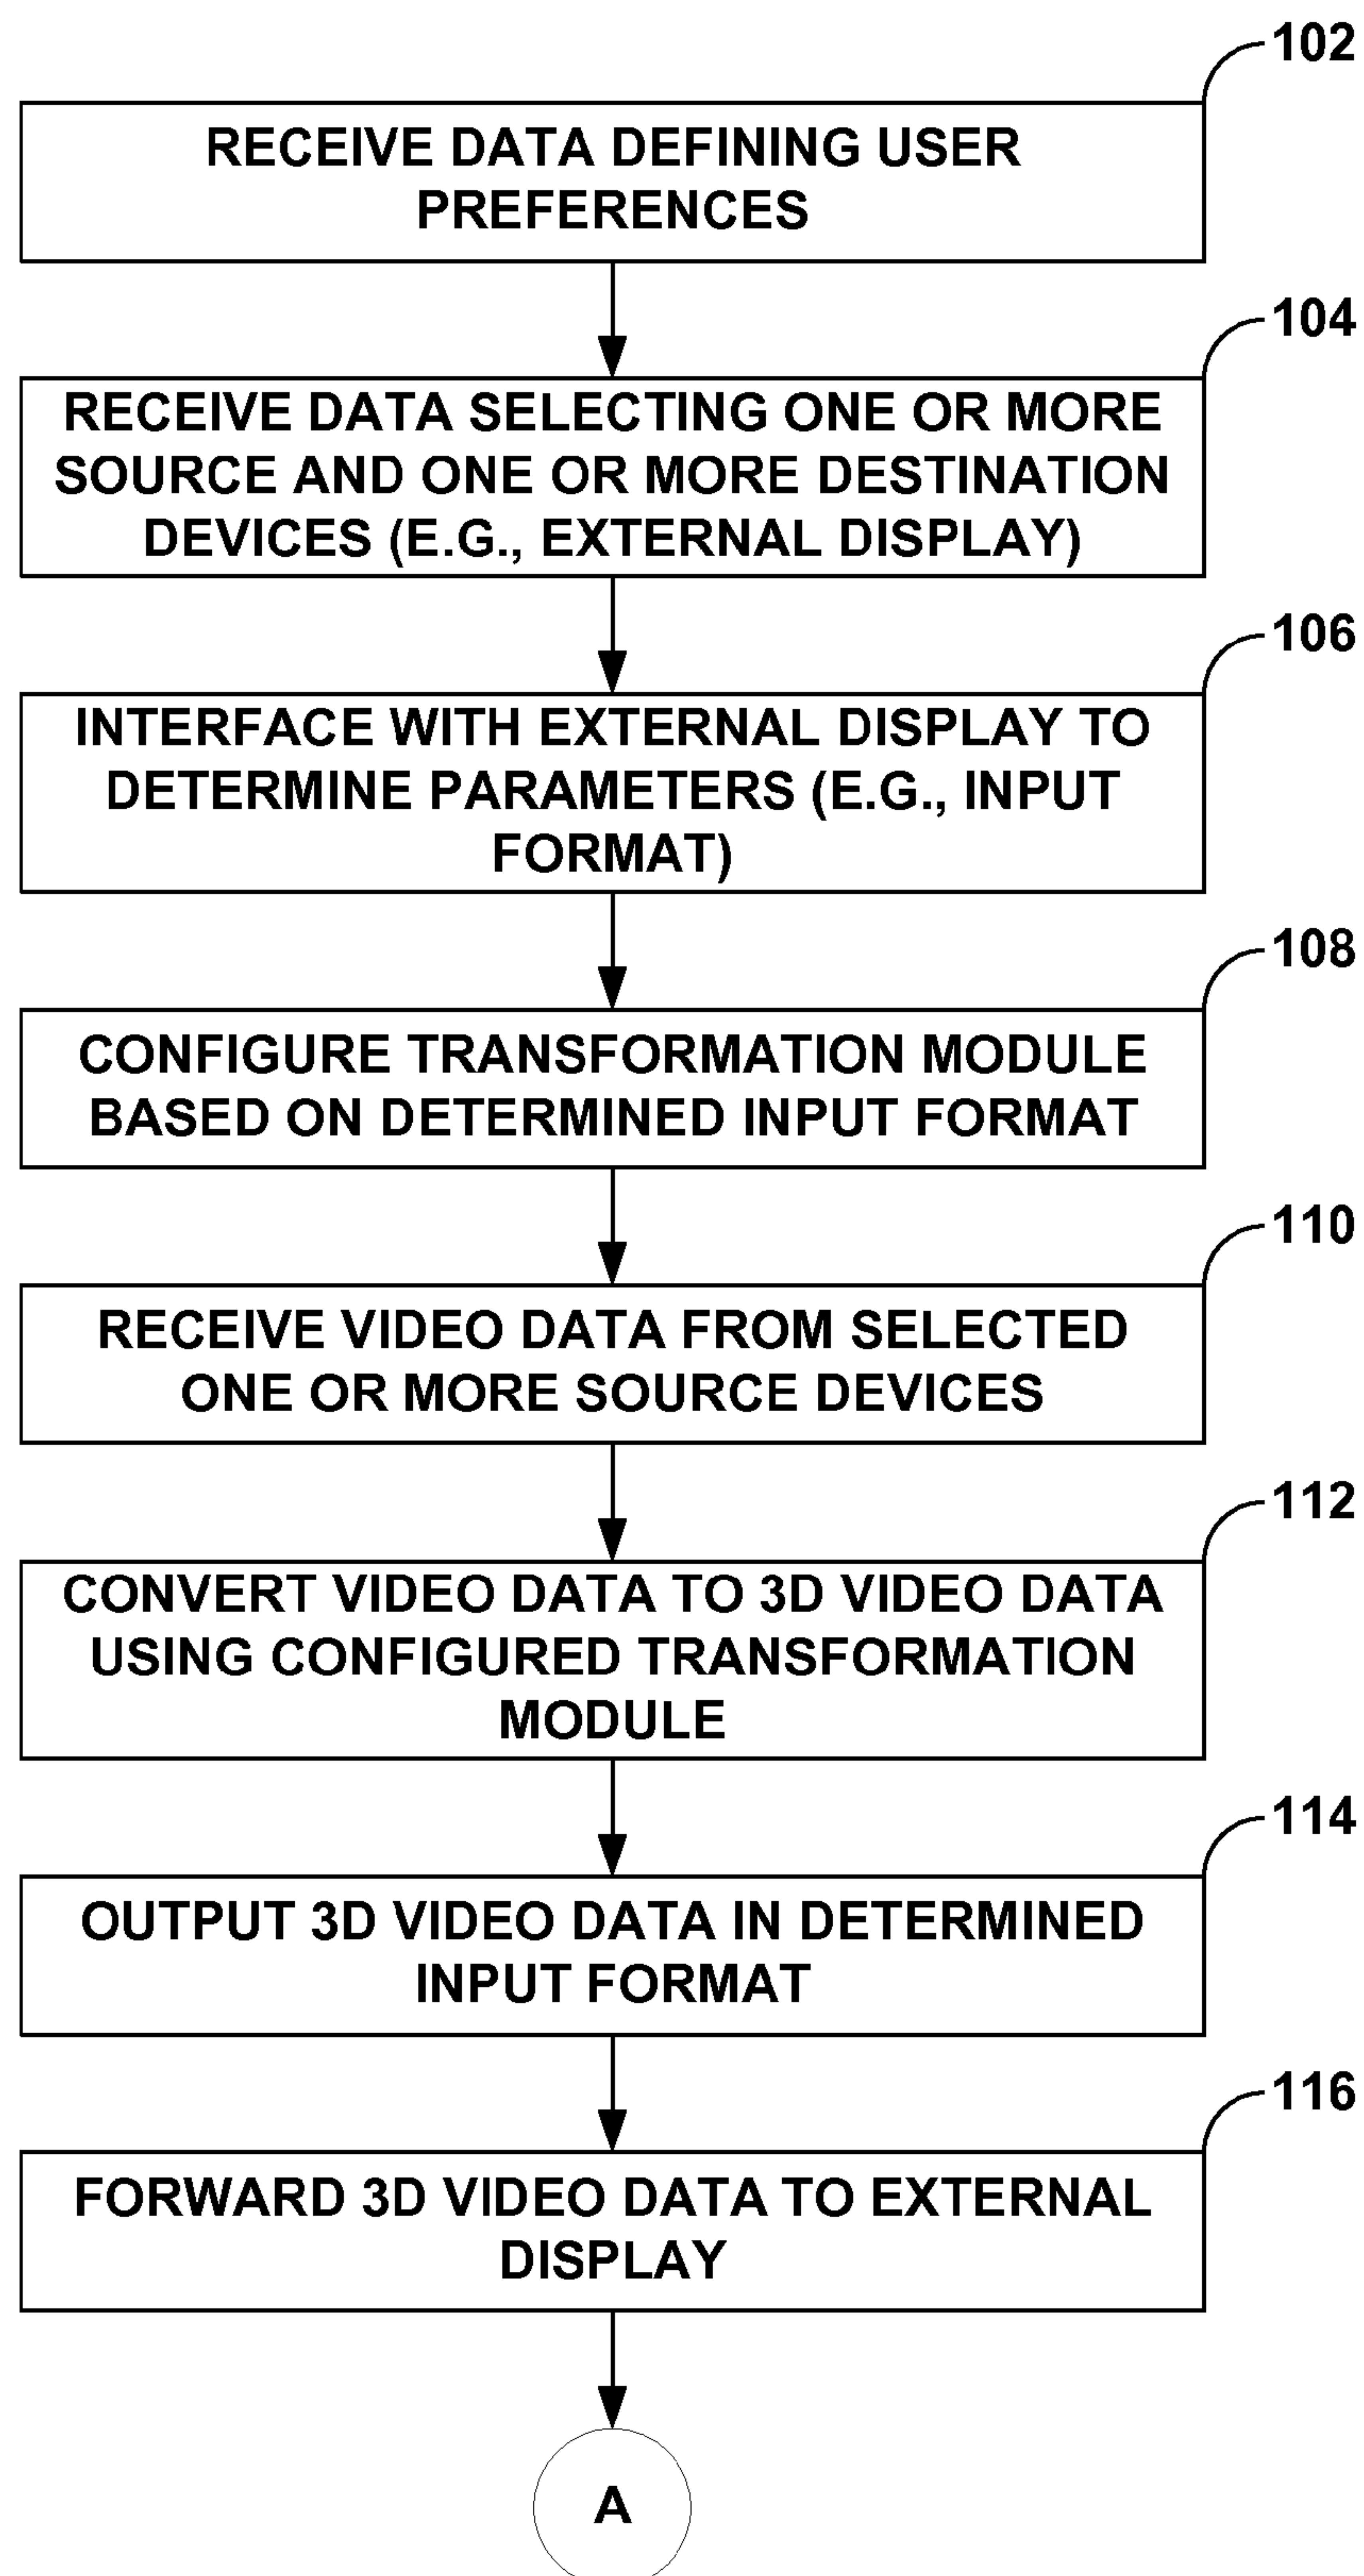 102
RECEIVE DATA DEFINING USER
PREFERENCES
104
RECEIVE DATA SELECTING ONE OR MORE
SOURCE AND ONE OR MORE DESTINATION
DEVICES (E.G., EXTERNAL DISPLAY)
106
INTERFACE WITH EXTERNAL DISPLAY TO
DETERMINE PARAMETERS (E.G., INPUT
FORMAT)
108
CONFIGURE TRANSFORMATION MODULE
BASED ON DETERMINED INPUT FORMAT
110
RECEIVE VIDEO DATA FROM SELECTED
ONE OR MORE SOURCE DEVICES
112
CONVERT VIDEO DATA TO 3D VIDEO DATA
USING CONFIGURED TRANSFORMATION
MODULE
114
OUTPUT 3D VIDEO DATA IN DETERMINED
INPUT FORMAT
116
FORWARD 3D VIDEO DATA TO EXTERNAL
DISPLAY
A